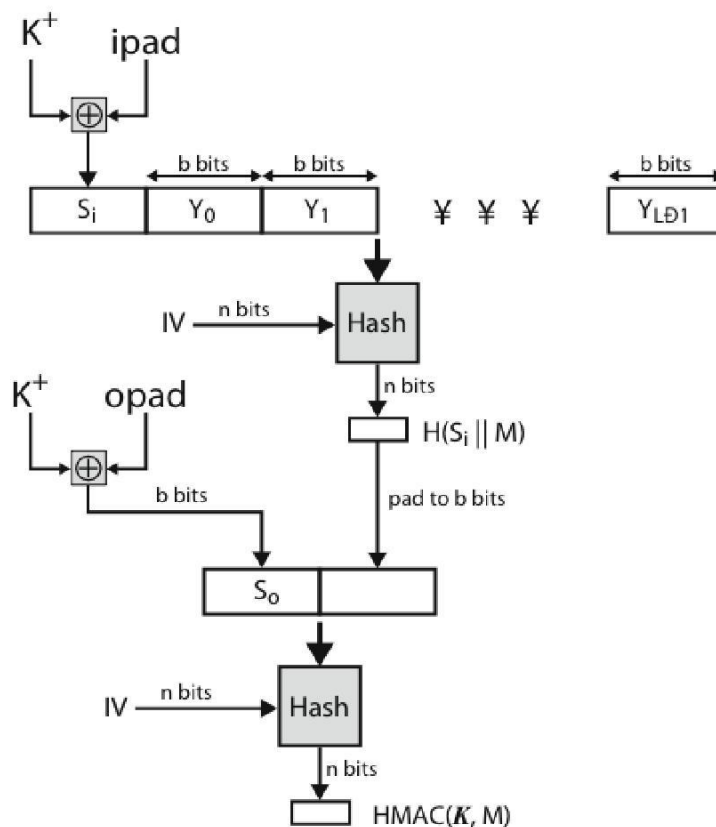 K+ ipad
⊕
b bits b bits b bits
Si Y0 Y1 ¥ ¥ ¥ YLĐ1
IV n bits Hash
n bits
K+ opad
H(Si || M)
⊕
b bits pad to b bits
So
IV n bits Hash
n bits
HMAC(K, M)